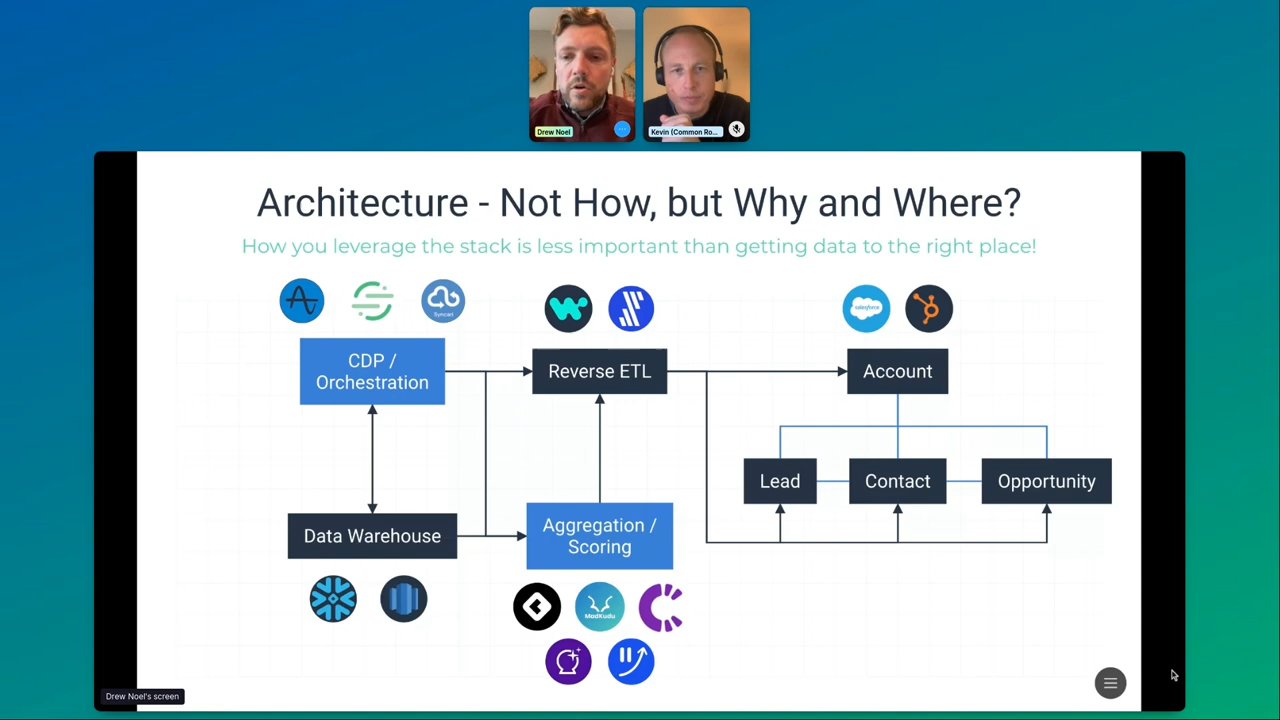 Drew Noel
Kevin (Common Ro...
Architecture - Not How, but Why and Where?
How you leverage the stack is less important than getting data to the right place!
Syncari
salesforce
CDP /
Orchestration
Reverse ETL
Account
Lead
Contact
Opportunity
Data Warehouse
Aggregation /
Scoring
MadKudu
Drew Noel's screen